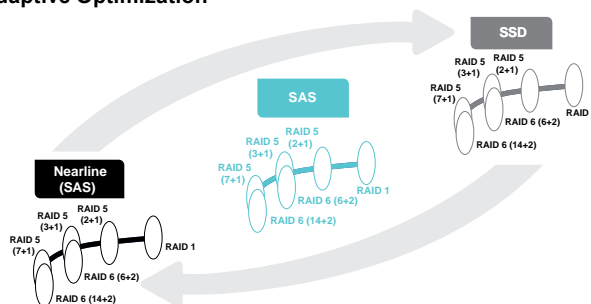 daptive Optimization
SSD
RAID 5
(3+1)
RAID 5
(2+1)
RAID 5
(7+1)
RAID
RAID 6 (6+2)
RAID 6 (14+2)
SAS
RAID 5
(3+1)
RAID 5
(2+1)
RAID 5
(7+1)
RAID 1
RAID 6 (6+2)
RAID 6 (14+2)
Nearline
(SAS)
RAID 5
(3+1)
RAID 5
(2+1)
RAID 5
(7+1)
RAID 1
RAID 6 (6+2)
RAID 6 (14+2)